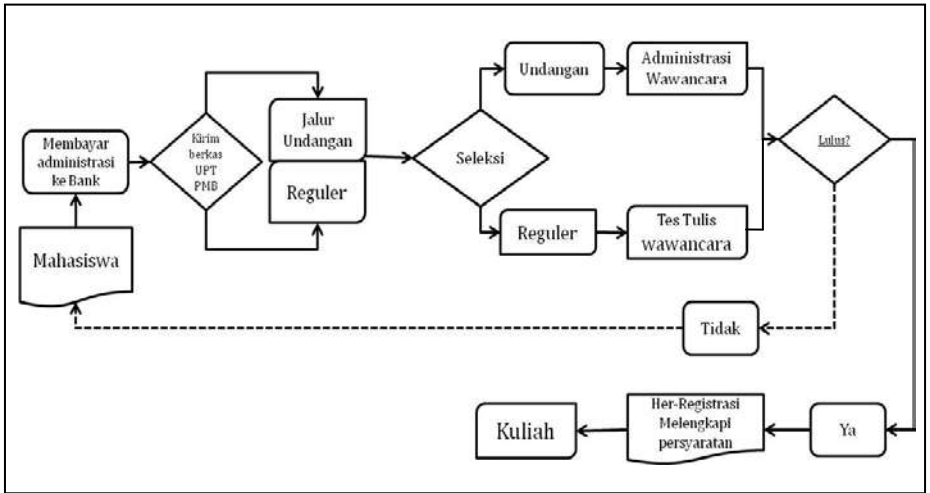 Mahasiswa
Membayar
administrasi
ke Bank
Kirim
berkas
UPT
PMB
Jalur
Undangan
Reguler
Seleksi
Undangan
Administrasi
Wawancara
Reguler
Tes Tulis
wawancara
Lulus?
Tidak
Ya
Her-Registrasi
Melengkapi
persyaratan
Kuliah